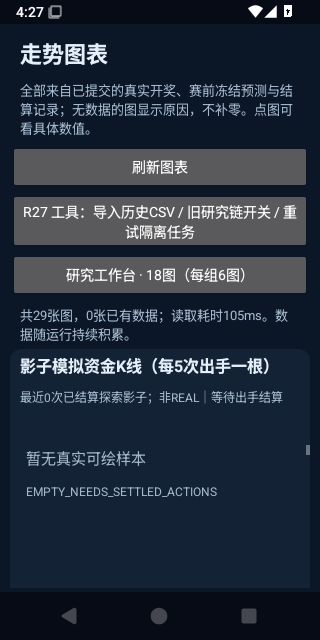 4:27
走势图表
全部来自已提交的真实开奖、赛前冻结预测与结
算记录；无数据的图显示原因，不补零。点图可
看具体数值。
刷新图表
R27 工具：导入历史CSV / 旧研究链开关 / 重
试隔离任务
研究工作台 · 18图（每组6图）
共29张图，0张已有数据；读取耗时105ms。数
据随运行持续积累。
影子模拟资金K线（每5次出手一根）
最近0次已结算探索影子；非REAL｜等待出手结算
暂无真实可绘样本
EMPTY_NEEDS_SETTLED_ACTIONS